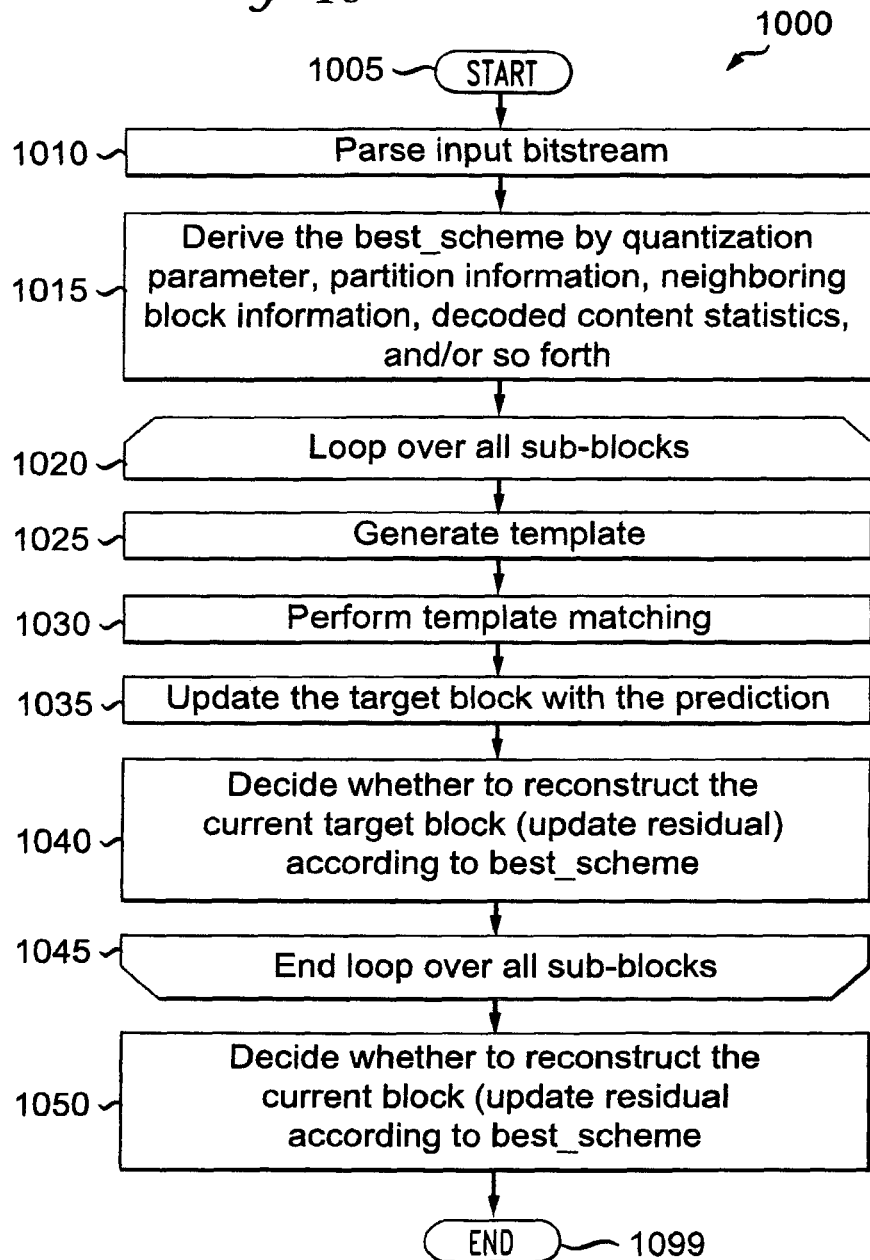 1000
1005 START
1010 Parse input bitstream
Derive the best_scheme by quantization
parameter, partition information, neighboring
1015 block information, decoded content statistics,
and/or so forth
1020 Loop over all sub-blocks
1025 Generate template
1030 Perform template matching
1035 Update the target block with the prediction
Decide whether to reconstruct the
1040 current target block (update residual)
according to best_scheme
1045 End loop over all sub-blocks
Decide whether to reconstruct the
1050 current block (update residual
according to best_scheme
END 1099